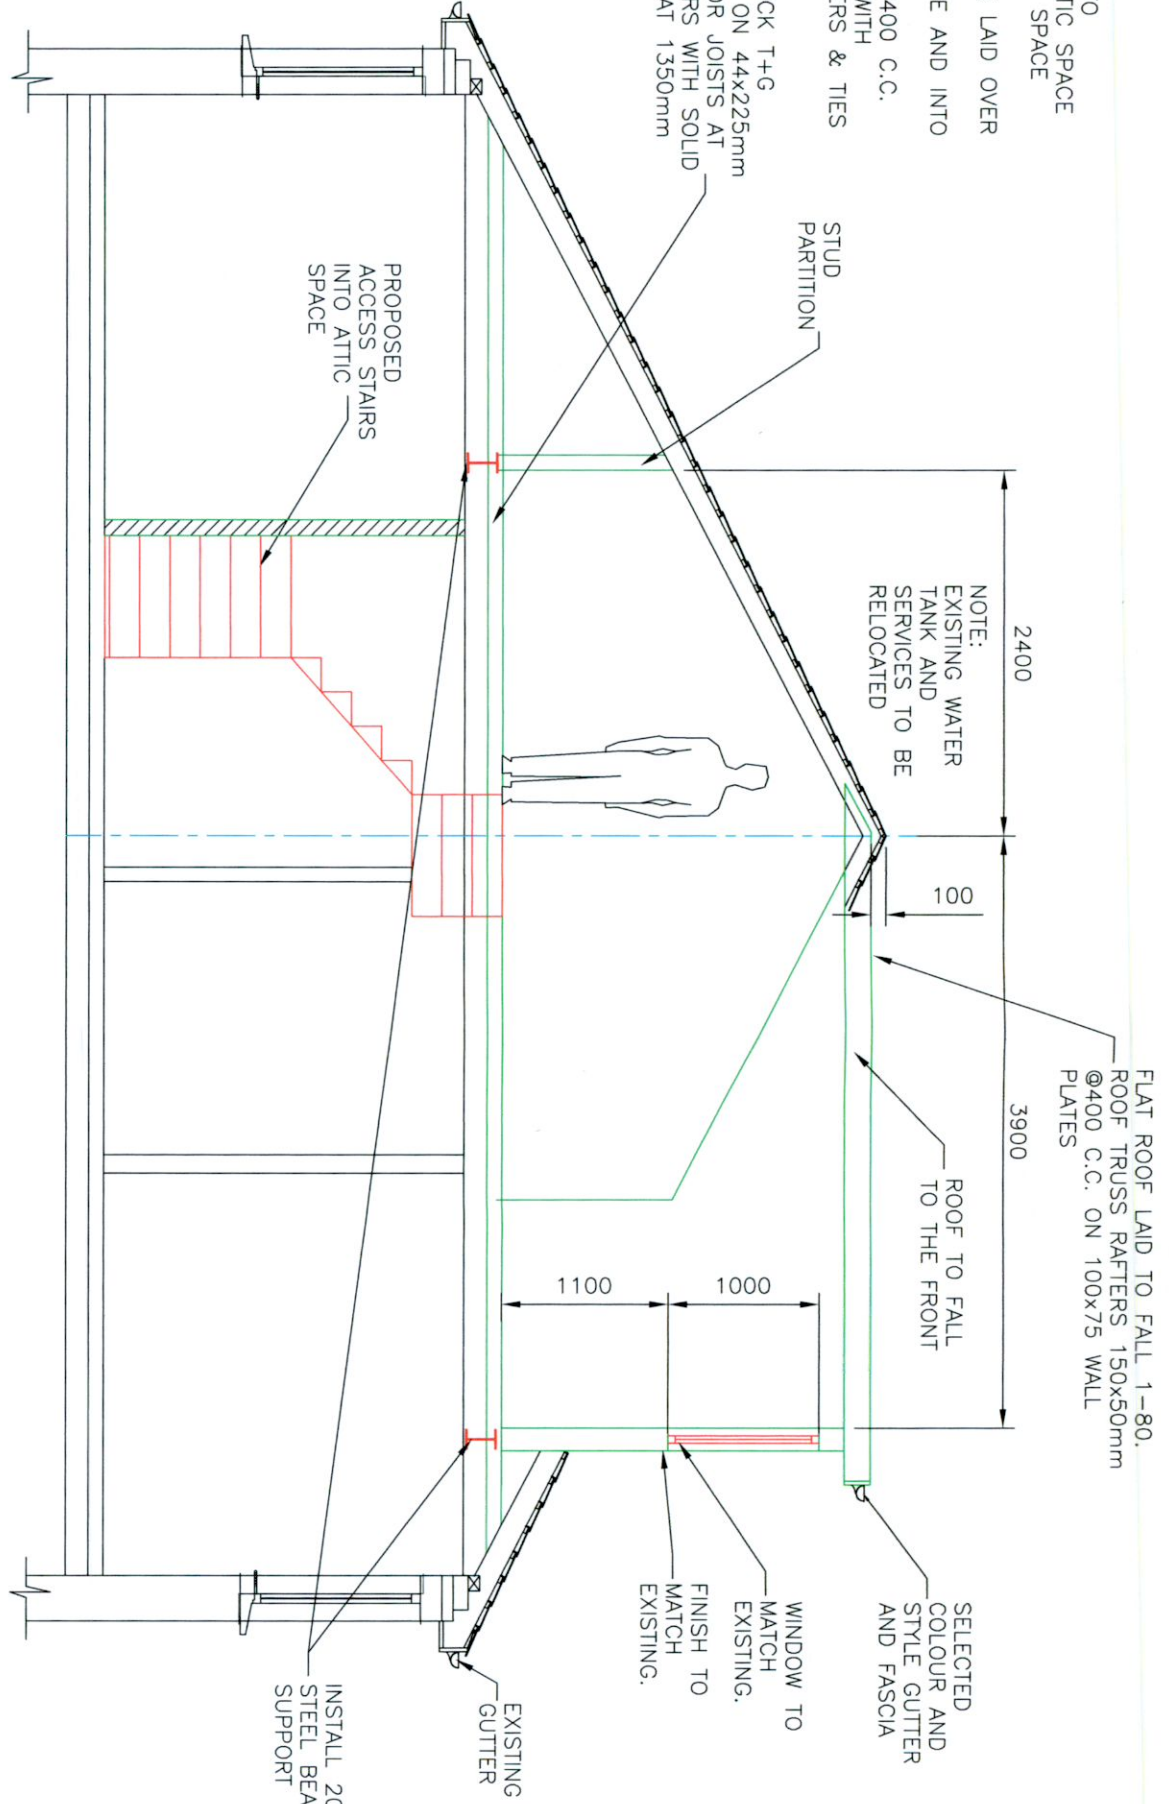 TO
TIC SPACE
SPACE
LAID OVER
E AND INTO
400 C.C.
WITH
ERS & TIES
CK T+G
ON 44x225mm
OR JOISTS AT
RS WITH SOLID
AT 1350mm
STUD
PARTITION
PROPOSED
ACCESS STAIRS
INTO ATTIC
SPACE
NOTE:
EXISTING WATER
TANK AND
SERVICES TO BE
RELOCATED
2400
3900
100
FLAT ROOF LAID TO FALL 1-80.
ROOF TRUSS RAFTERS 150x50mm
@400 C.C. ON 100x75 WALL
PLATES
ROOF TO FALL
TO THE FRONT
1100
1000
SELECTED
COLOUR AND
STYLE GUTTER
AND FASCIA
WINDOW TO
MATCH
EXISTING.
FINISH TO
MATCH
EXISTING.
EXISTING
GUTTER
INSTALL 20
STEEL BEA
SUPPORT